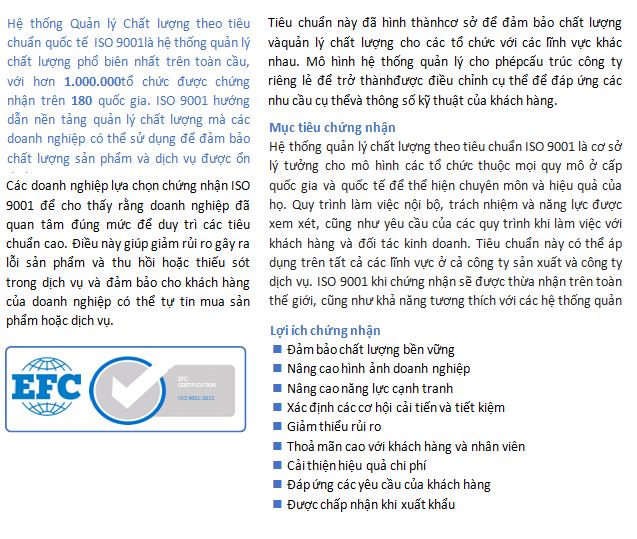 Hệ thống Quản lý Chất lượng theo tiêu
chuẩn quốc tế ISO 9001là hệ thống quản lý
chất lượng phổ biên nhất trên toàn cầu,
với hơn 1.000.000tổ chức được chứng
nhận trên 180 quốc gia. ISO 9001 hướng
dẫn nền tảng quản lý chất lượng mà các
doanh nghiệp có thể sử dụng để đảm bảo
chất lượng sản phẩm và dịch vụ được ổn
Các doanh nghiệp lựa chọn chứng nhận ISO
9001 để cho thấy rằng doanh nghiệp đã
quan tâm đúng mức để duy trì các tiêu
chuẩn cao. Điều này giúp giảm rủi ro gây ra
lỗi sản phẩm và thu hồi hoặc thiếu sót
trong dịch vụ và đảm bảo cho khách hàng
của doanh nghiệp có thể tự tin mua sản
phẩm hoặc dịch vụ.
EFC
EFC
CERTIFICATION
ISO 9001:2015
Tiêu chuẩn này đã hình thànhcơ sở để đảm bảo chất lượng
vàquản lý chất lượng cho các tổ chức với các lĩnh vực khác
nhau. Mô hình hệ thống quản lý cho phépcấu trúc công ty
riêng lẻ để trở thànhđược điều chỉnh cụ thể để đáp ứng các
nhu cầu cụ thểvà thông số kỹ thuật của khách hàng.
Mục tiêu chứng nhận
Hệ thống quản lý chất lượng theo tiêu chuẩn ISO 9001 là cơ sở
lý tưởng cho mô hình các tổ chức thuộc mọi quy mô ở cấp
quốc gia và quốc tế để thể hiện chuyên môn và hiệu quả của
họ. Quy trình làm việc nội bộ, trách nhiệm và năng lực được
xem xét, cũng như yêu cầu của các quy trình khi làm việc với
khách hàng và đối tác kinh doanh. Tiêu chuẩn này có thể áp
dụng trên tất cả các lĩnh vực ở cả công ty sản xuất và công ty
dịch vụ. ISO 9001 khi chứng nhận sẽ được thừa nhận trên toàn
thế giới, cũng như khả năng tương thích với các hệ thống quản
Lợi ích chứng nhận
■ Đảm bảo chất lượng bền vững
■ Nâng cao hình ảnh doanh nghiệp
■ Nâng cao năng lực cạnh tranh
■ Xác định các cơ hội cải tiến và tiết kiệm
■ Giảm thiểu rủi ro
■ Thoả mãn cao với khách hàng và nhân viên
■ Cải thiện hiệu quả chi phí
■ Đáp ứng các yêu cầu của khách hàng
■ Được chấp nhận khi xuất khẩu